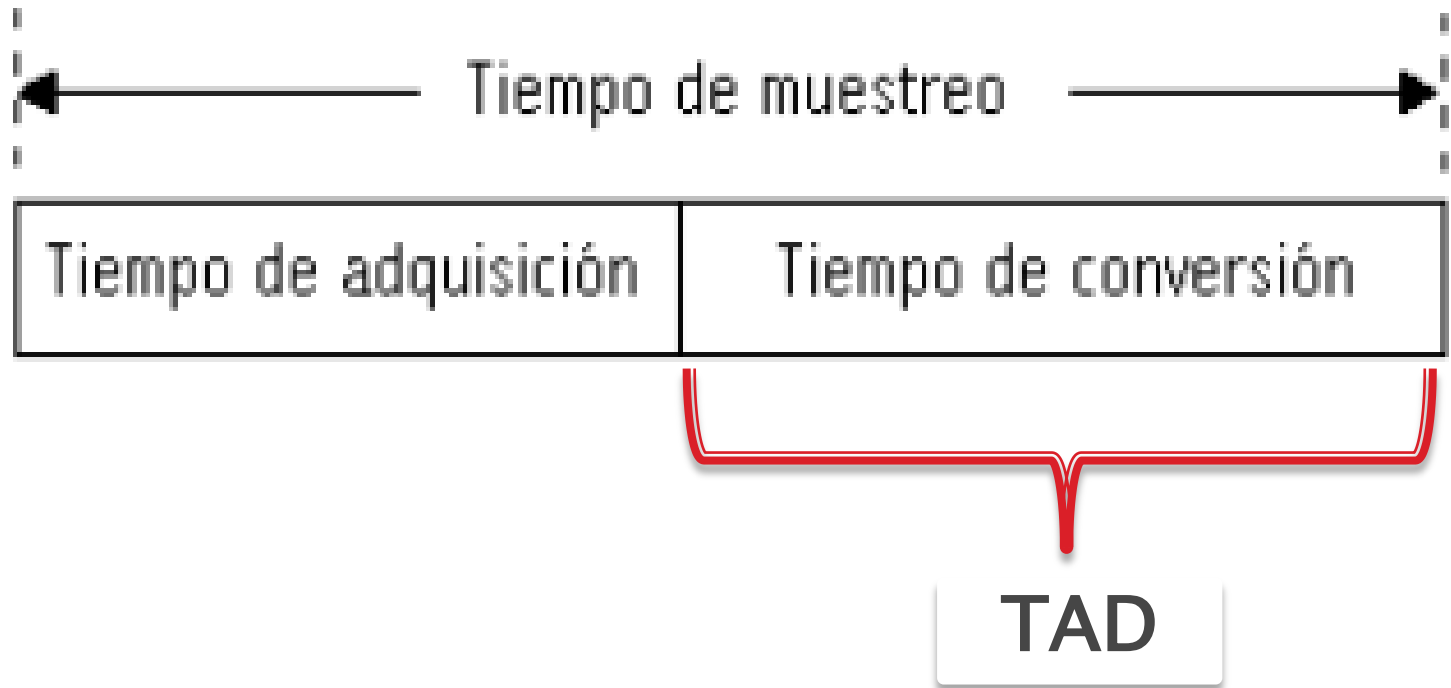 Tiempo de muestreo
Tiempo de adquisición
Tiempo de conversión
TAD